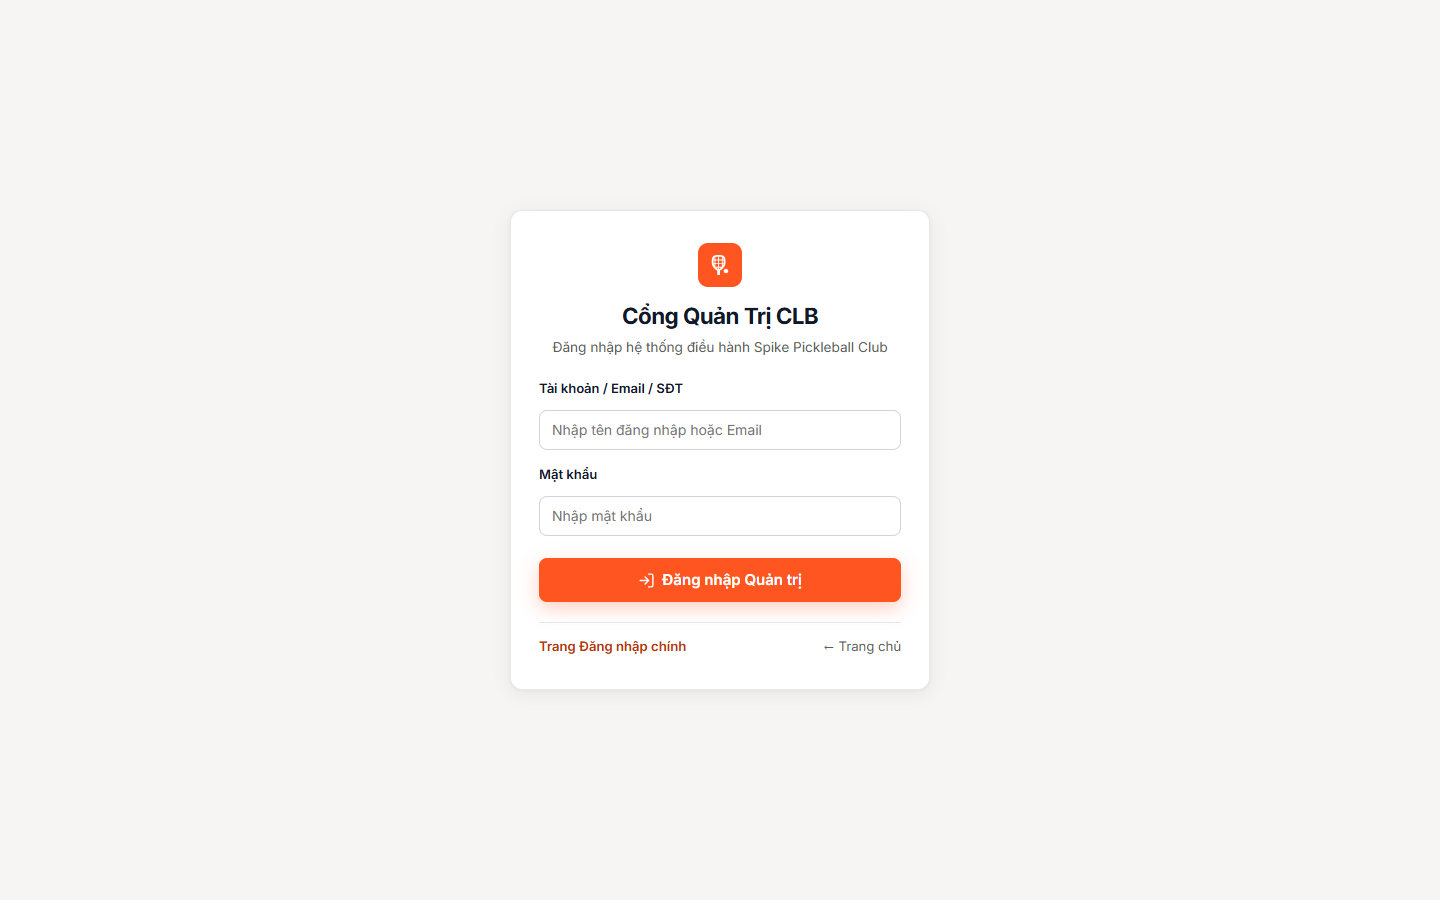 Cổng Quản Trị CLB
Đăng nhập hệ thống điều hành Spike Pickleball Club
Tài khoản / Email / SĐT
Nhập tên đăng nhập hoặc Email
Mật khẩu
Nhập mật khẩu
Đăng nhập Quản trị
Trang Đăng nhập chính
← Trang chủ